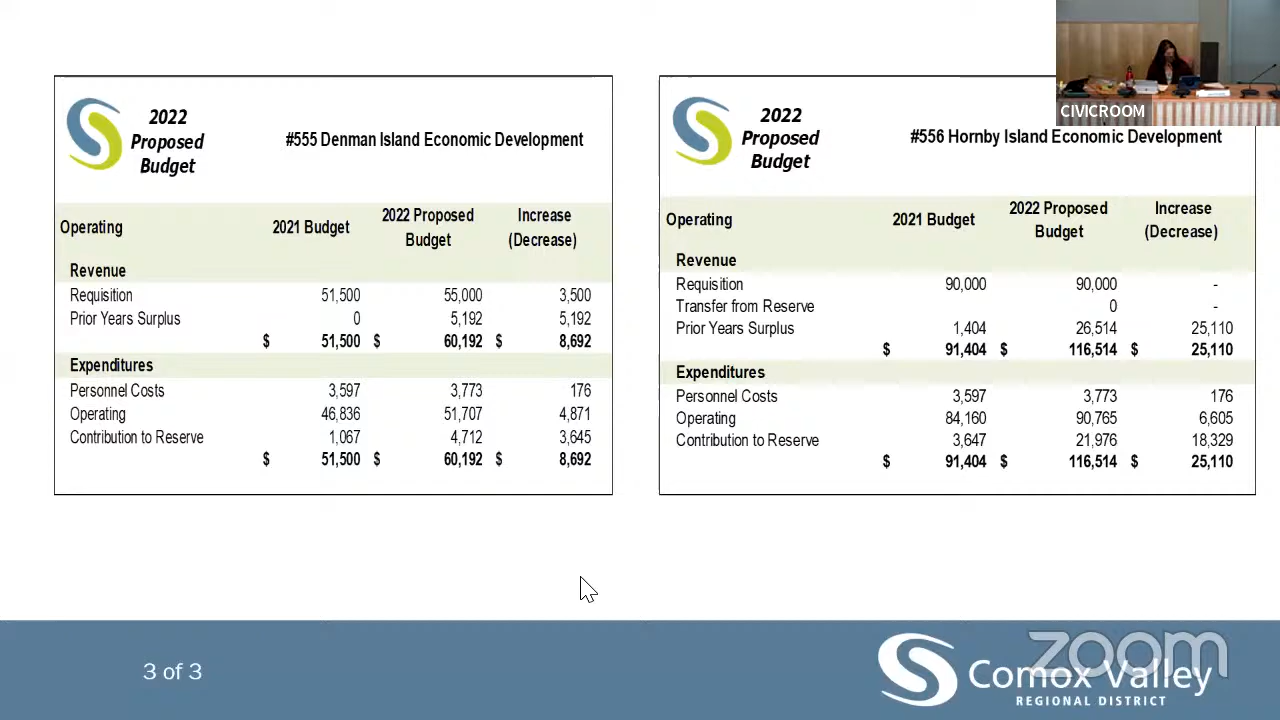 CIVICROOM
2022
Proposed
Budget
#555 Denman Island Economic Development
Operating 2021 Budget 2022 Proposed Budget Increase (Decrease)
Revenue
Requisition 51,500 55,000 3,500
Prior Years Surplus 0 5,192 5,192
$ 51,500 $ 60,192 $ 8,692
Expenditures
Personnel Costs 3,597 3,773 176
Operating 46,836 51,707 4,871
Contribution to Reserve 1,067 4,712 3,645
$ 51,500 $ 60,192 $ 8,692
2022
Proposed
Budget
#556 Hornby Island Economic Development
Operating 2021 Budget 2022 Proposed Budget Increase (Decrease)
Revenue
Requisition 90,000 90,000 -
Transfer from Reserve 0 -
Prior Years Surplus 1,404 26,514 25,110
$ 91,404 $ 116,514 $ 25,110
Expenditures
Personnel Costs 3,597 3,773 176
Operating 84,160 90,765 6,605
Contribution to Reserve 3,647 21,976 18,329
$ 91,404 $ 116,514 $ 25,110
3 of 3
zoom
Comox Valley
REGIONAL DISTRICT